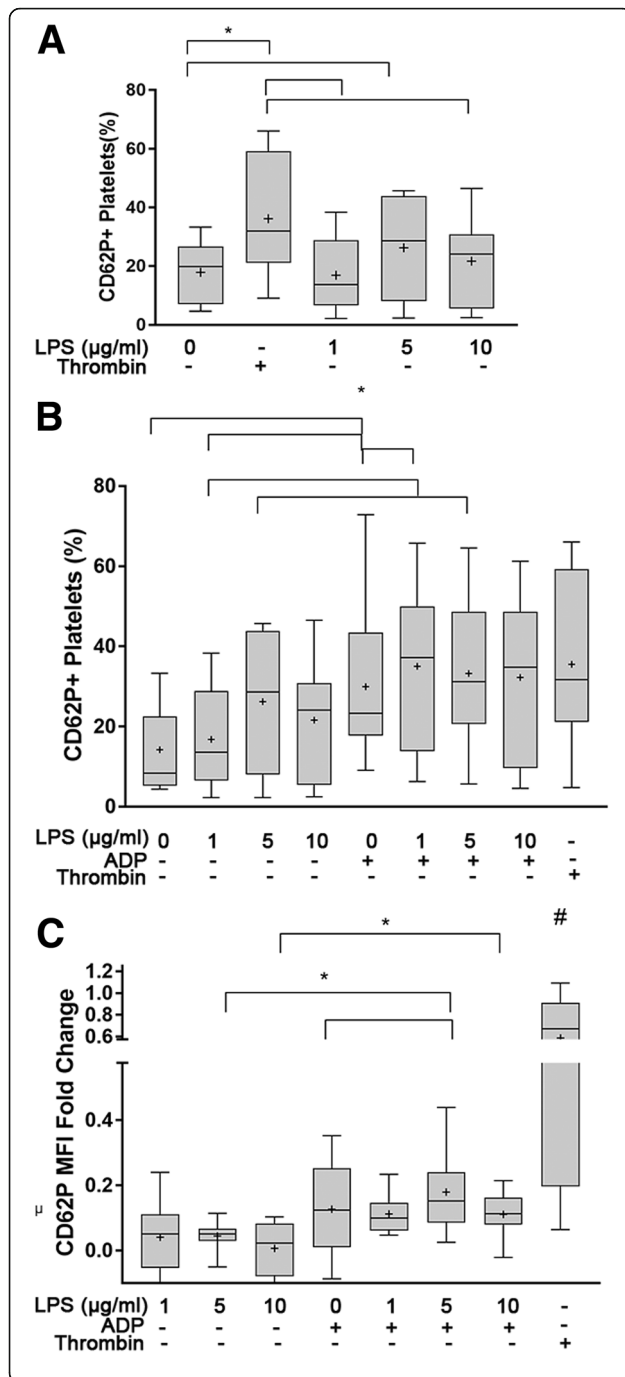 A
*
CD62P+ Platelets(%)
80
60
40
20
0
LPS (µg/ml) 0 - 1 5 10
Thrombin - + - - -
*
B
CD62P+ Platelets (%)
80
60
40
20
0
LPS (µg/ml) 0 1 5 10 0 1 5 10 -
ADP - - - - + + + + -
Thrombin - - - - - - - - +
C
*
#
*
CD62P MFI Fold Change
1.2
1.0
0.8
0.6
0.4
0.2
0.0
LPS (µg/ml) 1 5 10 0 1 5 10 -
ADP - - - + + + + -
Thrombin - - - - - - - +